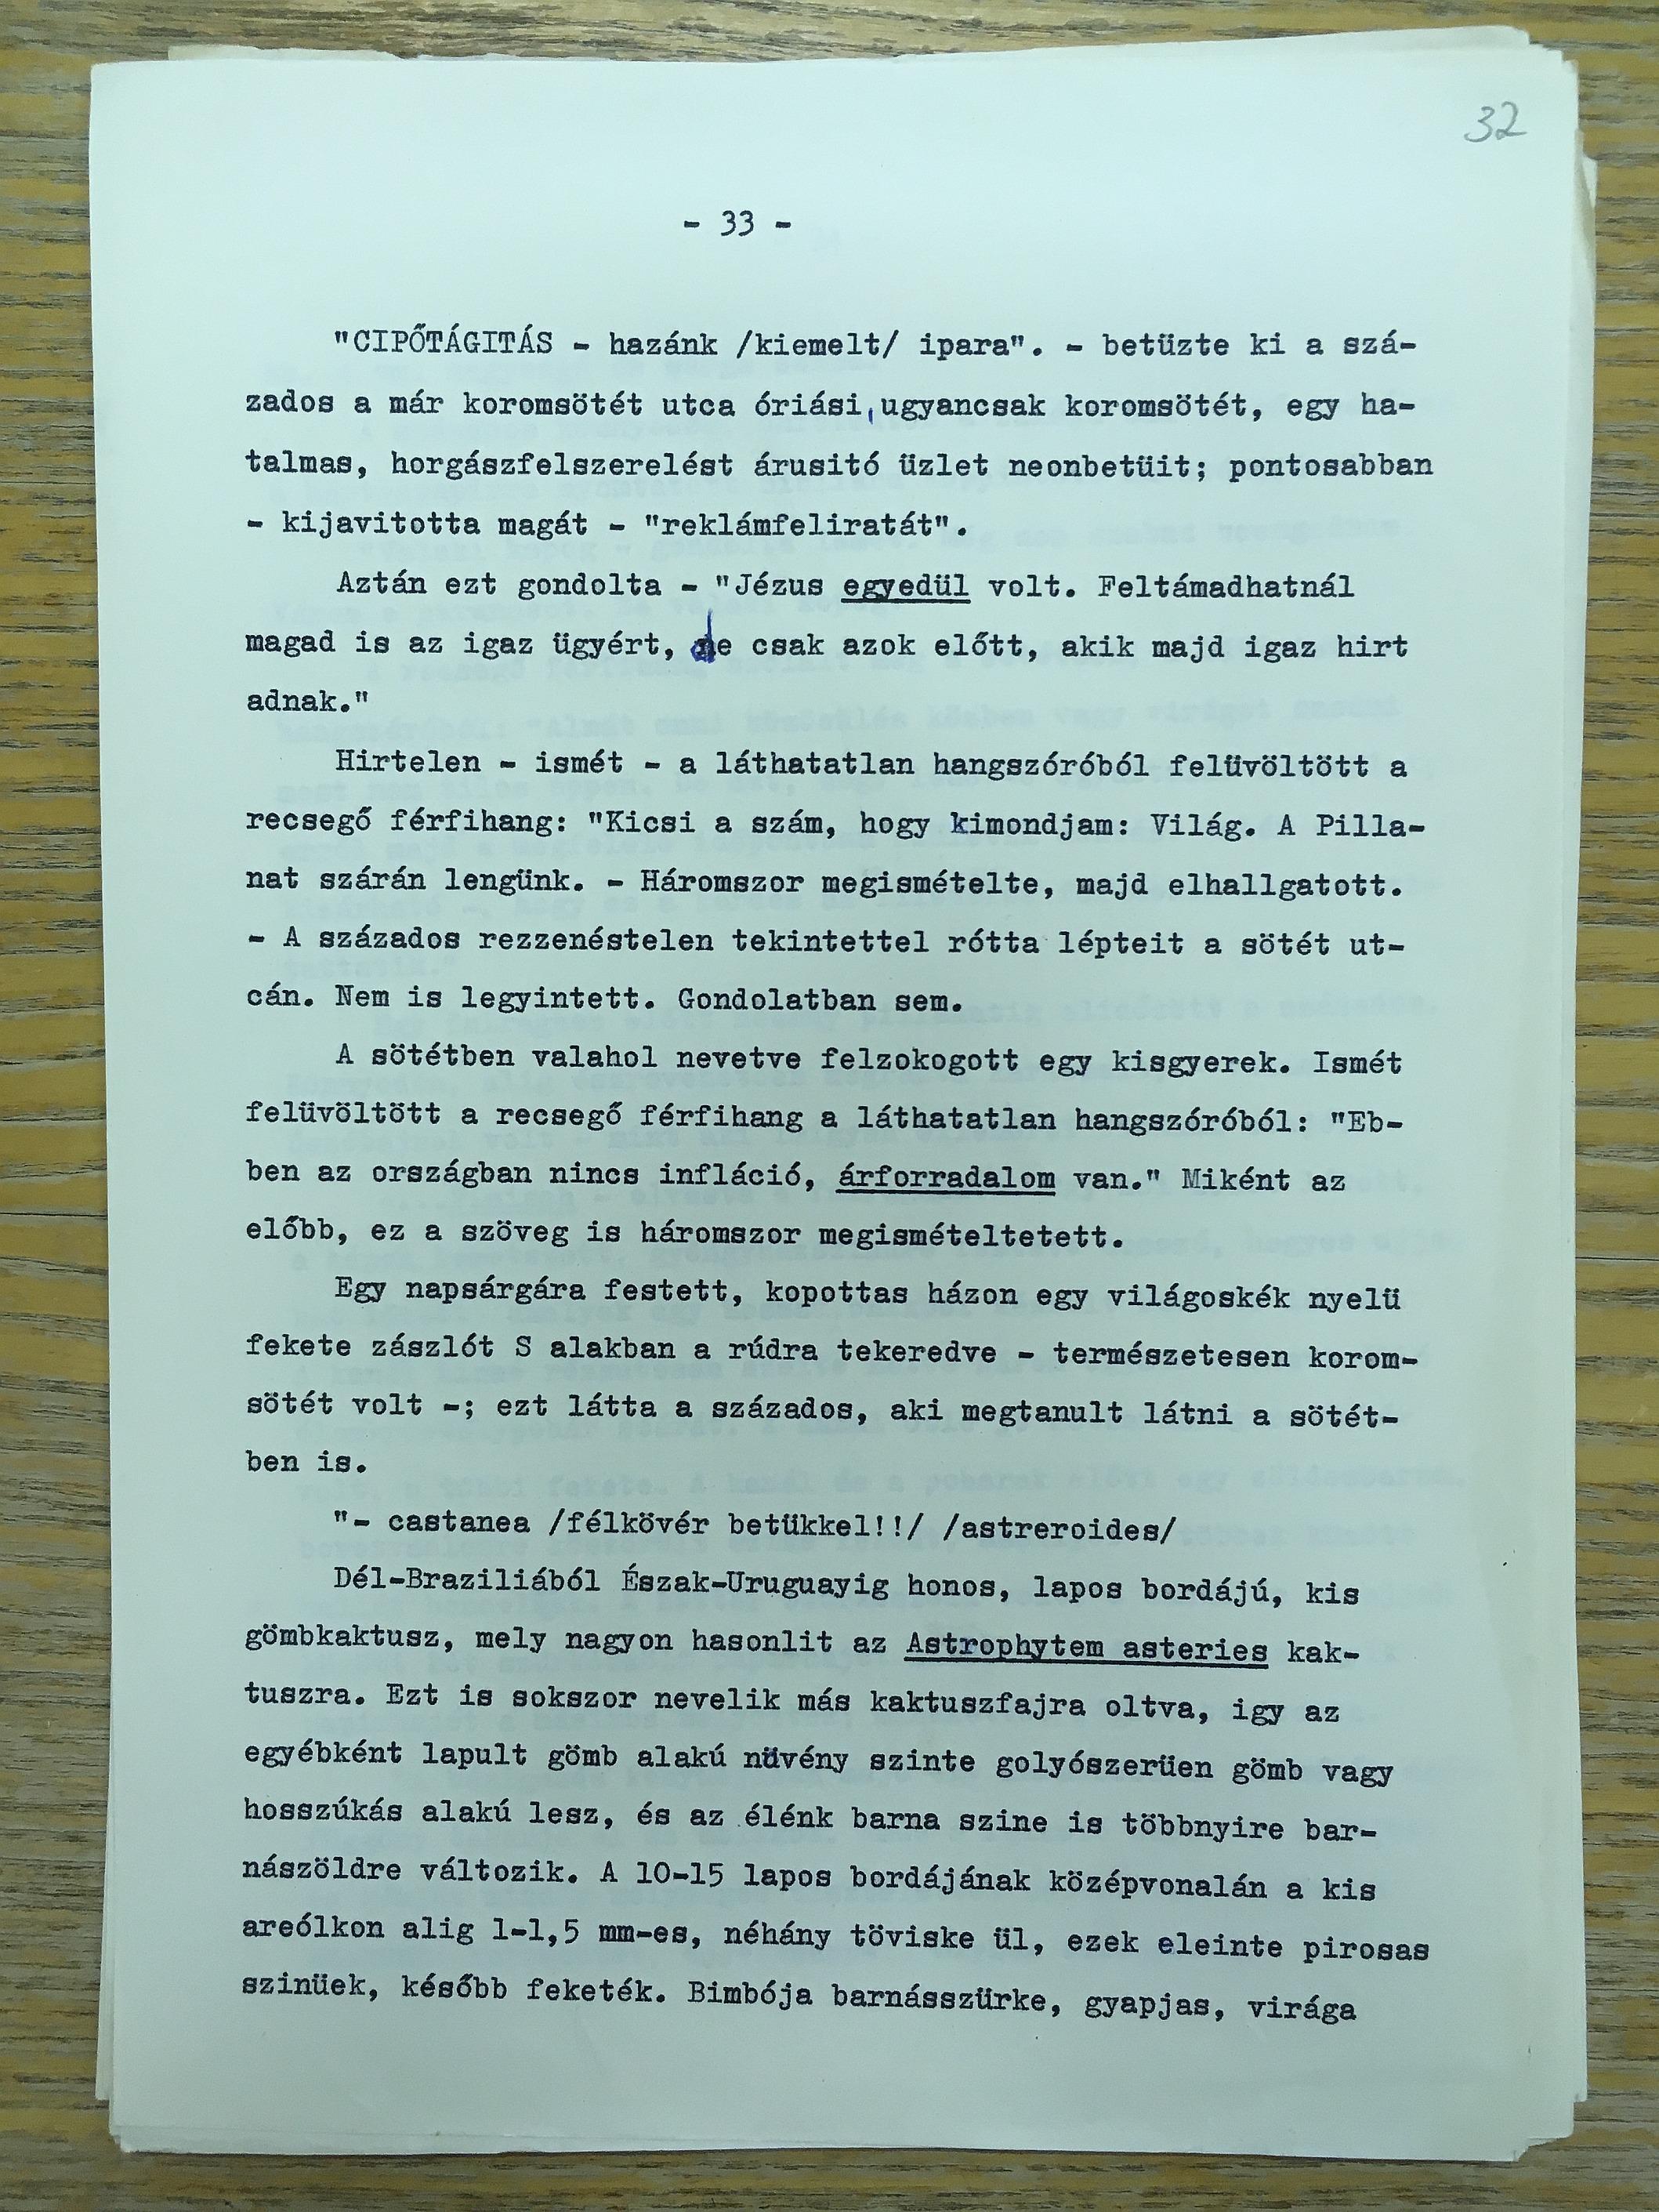 32
- 33 -
"CIPŐTÁGITÁS - hazánk /kiemelt/ ipara". - betüzte ki a szá-
zados a már koromsötét utca óriási, ugyancsak koromsötét, egy ha-
talmas, horgászfelszerelést árusitó üzlet neonbetüit; pontosabban
- kijavitotta magát - "reklámfeliratát".
Aztán ezt gondolta - "Jézus egyedül volt. Feltámadhatnál
magad is az igaz ügyért, de csak azok előtt, akik majd igaz hirt
adnak."
Hirtelen - ismét - a láthatatlan hangszóróból felüvöltött a
recsegő férfihang: "Kicsi a szám, hogy kimondjam: Világ. A Pilla-
nat szárán lengünk. - Háromszor megismételte, majd elhallgatott.
- A százados rezzenéstelen tekintettel rótta lépteit a sötét ut-
cán. Nem is legyintett. Gondolatban sem.
A sötétben valahol nevetve felzokogott egy kisgyerek. Ismét
felüvöltött a recsegő férfihang a láthatatlan hangszóróból: "Eb-
ben az országban nincs infláció, árforradalom van." Miként az
előbb, ez a szöveg is háromszor megismételtetett.
Egy napsárgára festett, kopottas házon egy világoskék nyelü
fekete zászlót S alakban a rúdra tekeredve - természetesen korom-
sötét volt -; ezt látta a százados, aki megtanult látni a sötét-
ben is.
"- castanea /félkövér betükkel!!/ /astreroides/
Dél-Braziliából Észak-Uruguayig honos, lapos bordájú, kis
gömbkaktusz, mely nagyon hasonlit az Astrophytem asteries kak-
tuszra. Ezt is sokszor nevelik más kaktuszfajra oltva, igy az
egyébként lapult gömb alakú növény szinte golyószerüen gömb vagy
hosszúkás alakú lesz, és az élénk barna szine is többnyire bar-
nászöldre változik. A 10-15 lapos bordájának középvonalán a kis
areólkon alig 1-1,5 mm-es, néhány töviske ül, ezek eleinte pirosas
szinüek, később feketék. Bimbója barnásszürke, gyapjas, virága